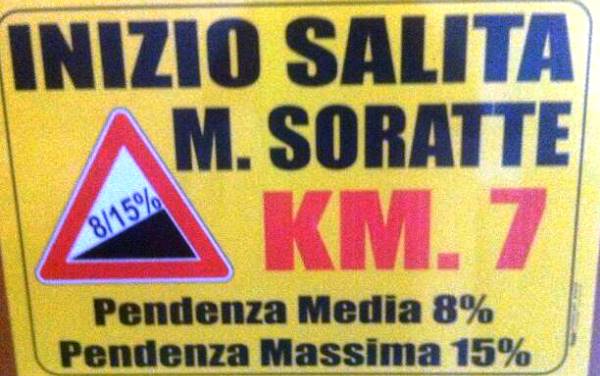 INIZIO SALITA
M. SORATTE
8/15%
KM. 7
Pendenza Media 8%
Pendenza Massima 15%